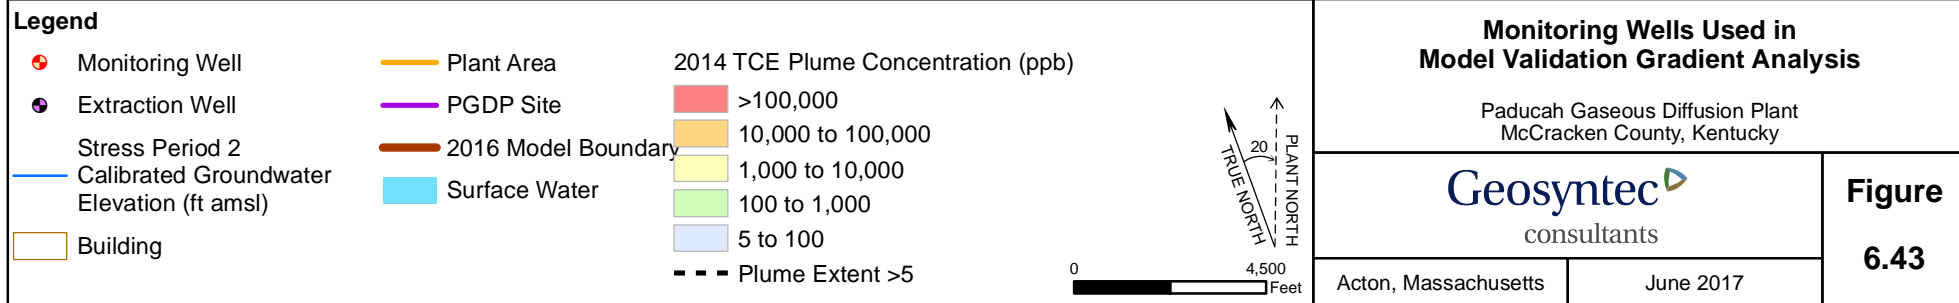 Legend
Monitoring Well
Extraction Well
Stress Period 2
Calibrated Groundwater
Elevation (ft amsl)
Building
Plant Area
PGDP Site
2016 Model Boundary
Surface Water
2014 TCE Plume Concentration (ppb)
>100,000
10,000 to 100,000
1,000 to 10,000
100 to 1,000
5 to 100
Plume Extent >5
TRUE NORTH
20
PLANT NORTH
0 4,500
Feet
Monitoring Wells Used in
Model Validation Gradient Analysis
Paducah Gaseous Diffusion Plant
McCracken County, Kentucky
Geosyntec
consultants
Figure
6.43
Acton, Massachusetts
June 2017